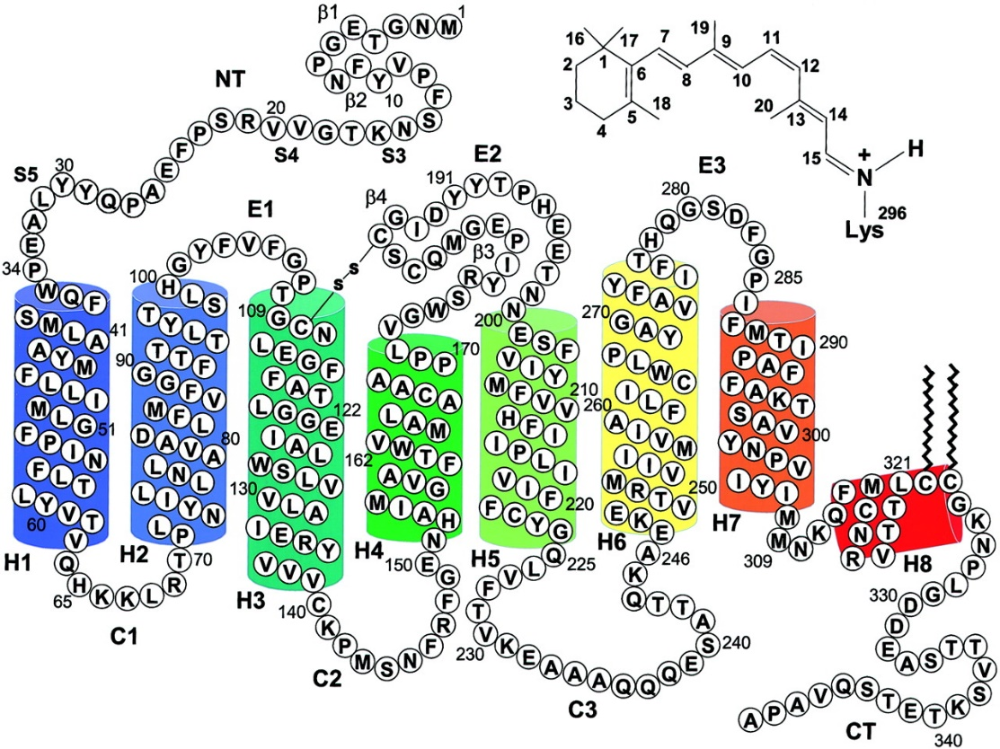 β1
E T G N M 1
G
P N F Y V P
β2 10 F
S
NT
20
P S R V V G T K N
S4 S3
F
E
A
S5 30
L Y Y Q P
A
E
34 P
16 17 7 19 9 11
2 1 6 8 10 12
3 5 18 20 13 14
4 15
+
N H
Lys 296
E1
G Y F V F G
100 P
E2
β4 191 Y Y T P H
G I D E
C S C Q M G E P E
β3 I T
S S R Y N
V G W S N
E3
280
H Q G S D F
G
P 285
I
W Q F
S M L A 41
A Y M
F L L I
M L G 51
F P I N
F L T
L Y V T
60 V
H1
Q
65 H K K L R
C1
H L S
T Y L T
90 T T F
G G F V
M F L
D A V A 80
L N L
L I Y N
L P
H2 T 70
T
109 G C N
L E G F
F A T
L G G E 122
I A L
W S L V
130 V L A
I E R Y
V V V
H3
140 C
K P M S N F R F G E
C2
L P P 170
A A C A
L A M
162 V W T F
A V G
M I A H
H4 N
150
200 E S F
V I Y
M F V V 210
H F I
I P L I
V I F
F C Y G 220
H5 Q 225
F V L
T
230 V K E A A A Q Q Q E S 240
C3
T F I
Y F A V
270 G A Y
P L W C
260 I L F
A I V M
I I V
M R T V 250
E K E
H6 A 246
K
Q T T A
F M T I 290
P A F
F A K T
S A V 300
Y N P V
I Y I
H7 M
M N K Q
309
321
F M L C C
C T
N T
R V
H8
G
K
N
P
L
G
330 D
D
E A S T T
V
S
A P A V Q S T E T K
CT 340